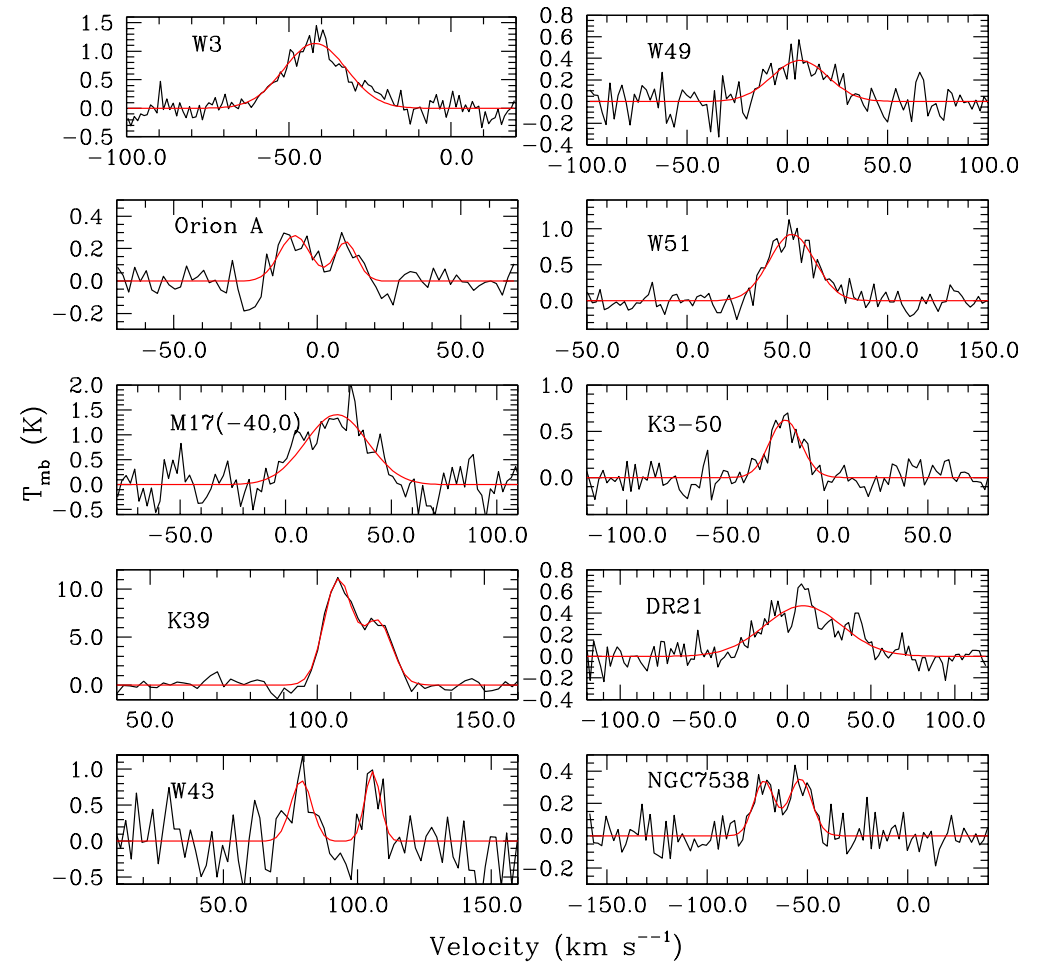 W3
1.5
1.0
0.5
0.0
−0.5
−100.0 −50.0 0.0
W49
0.8
0.6
0.4
0.2
0.0
−0.2
−0.4
−100.0 −50.0 0.0 50.0 100.0
Orion A
0.4
0.2
0.0
−0.2
−50.0 0.0 50.0
W51
1.0
0.5
0.0
−50.0 0.0 50.0 100.0 150.0
M17(−40,0)
2.0
1.5
1.0
0.5
0.0
−0.5
−50.0 0.0 50.0 100.0
K3−50
1.0
0.5
0.0
−100.0 −50.0 0.0 50.0
K39
10.0
5.0
0.0
50.0 100.0 150.0
DR21
0.8
0.6
0.4
0.2
0.0
−0.2
−0.4
−100.0 −50.0 0.0 50.0 100.0
W43
1.0
0.5
0.0
−0.5
50.0 100.0 150.0
NGC7538
0.4
0.2
0.0
−0.2
−150.0 −100.0 −50.0 0.0
Tmb (K)
Velocity (km s−1)